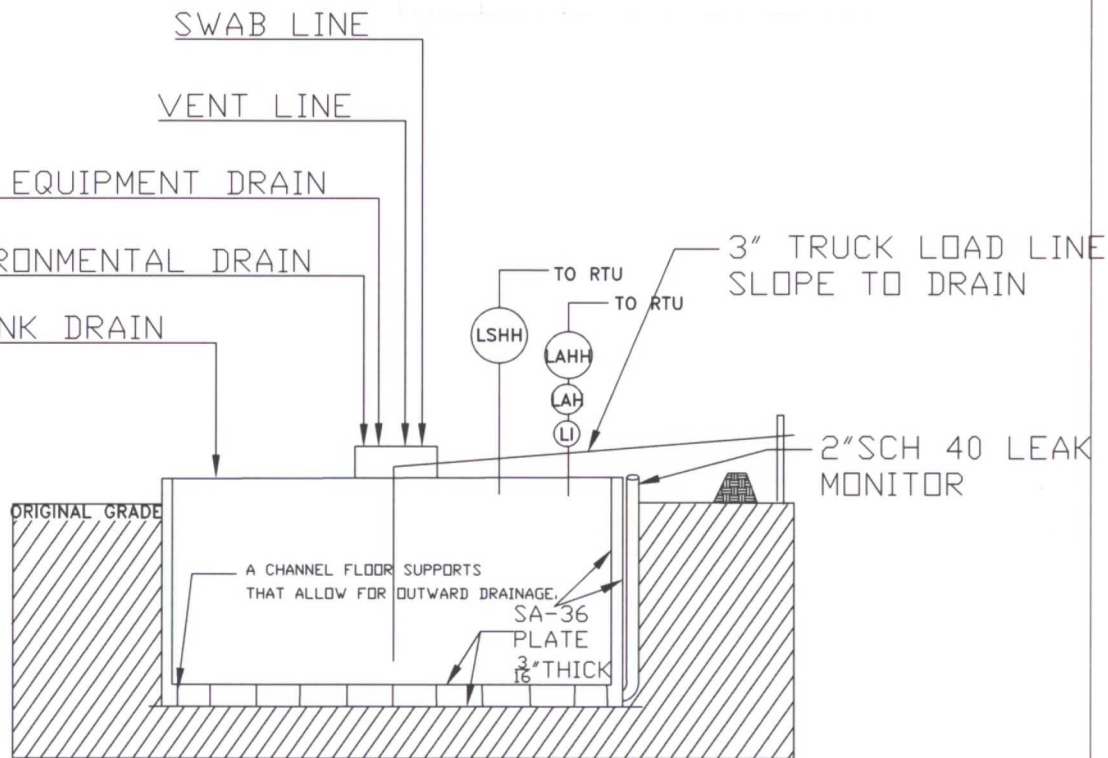 SWAB LINE
VENT LINE
EQUIPMENT DRAIN
RONMENTAL DRAIN
NK DRAIN
TO RTU
TO RTU
LSHH
LAHH
LAH
LI
3" TRUCK LOAD LINE
SLOPE TO DRAIN
2"SCH 40 LEAK
MONITOR
ORIGINAL GRADE
A CHANNEL FLOOR SUPPORTS
THAT ALLOW FOR OUTWARD DRAINAGE.
SA-36
PLATE
3/16"THICK